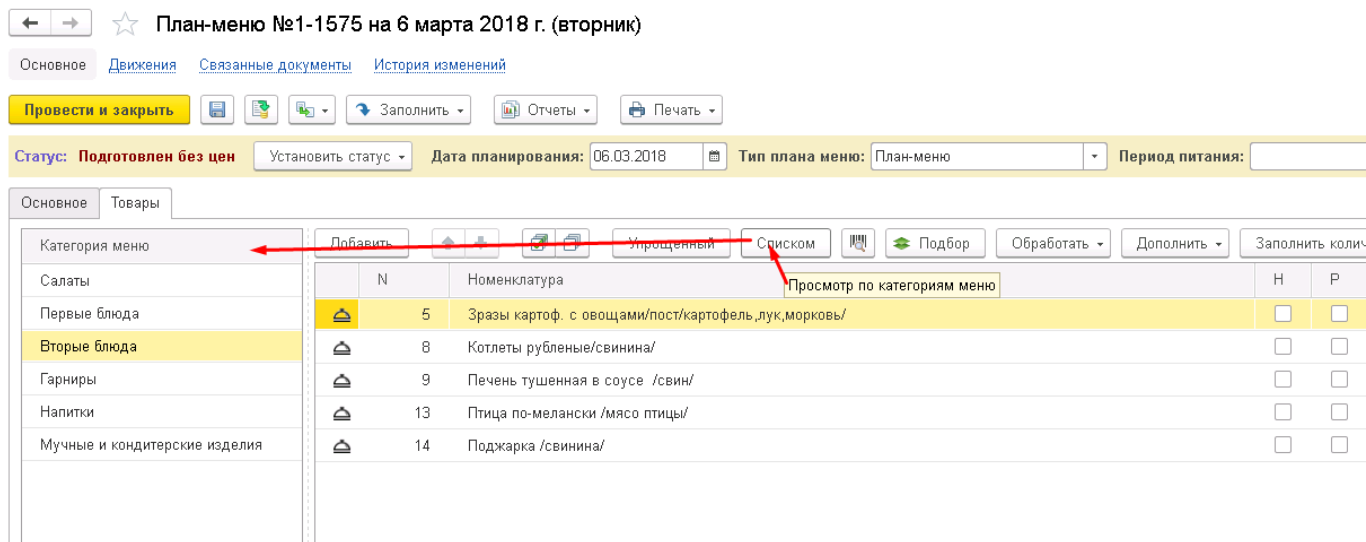 План-меню №1-1575 на 6 марта 2018 г. (вторник)
Основное Движения Связанные документы История изменений
Провести и закрыть Заполнить Отчеты Печать
Статус: Подготовлен без цен Установить статус Дата планирования: 06.03.2018 Тип плана меню: План-меню Период питания:
Основное Товары
Категория меню Добавить Упрощенный Списком Подбор Обработать Дополнить Заполнить колич
Салаты N Номенклатура Просмотр по категориям меню Н Р
Первые блюда 5 Зразы картоф. с овощами/пост/картофель,лук,морковь/
Вторые блюда 8 Котлеты рубленые/свинина/
Гарниры 9 Печень тушенная в соусе /свин/
Напитки 13 Птица по-мелански /мясо птицы/
Мучные и кондитерские изделия 14 Поджарка /свинина/